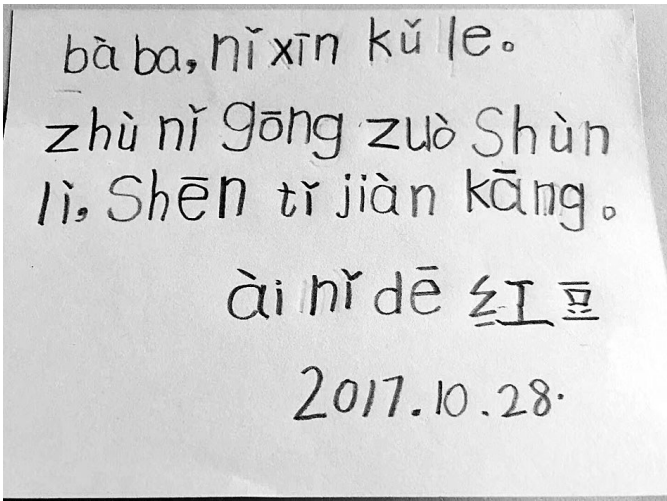 bà ba, nǐ xīn kǔ le。
zhù nǐ gōng zuò Shùn
lì, Shēn tǐ jiàn kāng。
ài nǐ dē 红豆
2017.10.28.